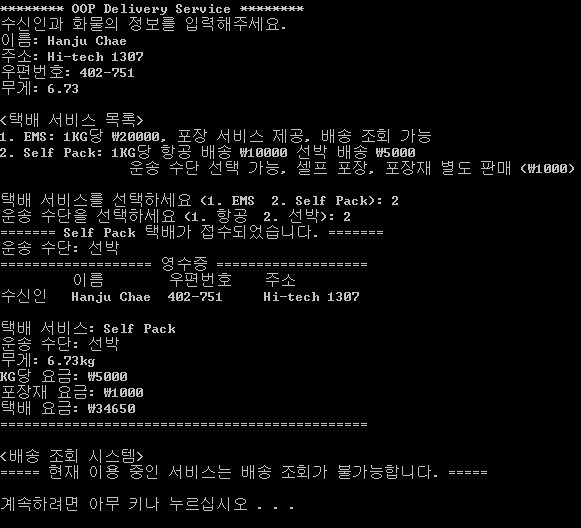 ******** OOP Delivery Service ********
수신인과 화물의 정보를 입력해주세요.
이름: Hanju Chae
주소: Hi-tech 1307
우편번호: 402-751
무게: 6.73
<택배 서비스 목록>
1. EMS: 1KG당 ₩20000, 포장 서비스 제공, 배송 조회 가능
2. Self Pack: 1KG당 항공 배송 ₩10000 선박 배송 ₩5000
운송 수단 선택 가능, 셀프 포장, 포장재 별도 판매 (₩1000)
택배 서비스를 선택하세요 (1. EMS  2. Self Pack): 2
운송 수단을 선택하세요 (1. 항공  2. 선박): 2
======= Self Pack 택배가 접수되었습니다. =======
운송 수단: 선박
=================== 영수증 ===================
이름 우편번호 주소
수신인 Hanju Chae 402-751 Hi-tech 1307
택배 서비스: Self Pack
운송 수단: 선박
무게: 6.73kg
KG당 요금: ₩5000
포장재 요금: ₩1000
택배 요금: ₩34650
==============================================
<배송 조회 시스템>
===== 현재 이용 중인 서비스는 배송 조회가 불가능합니다. =====
계속하려면 아무 키나 누르십시오 . . .